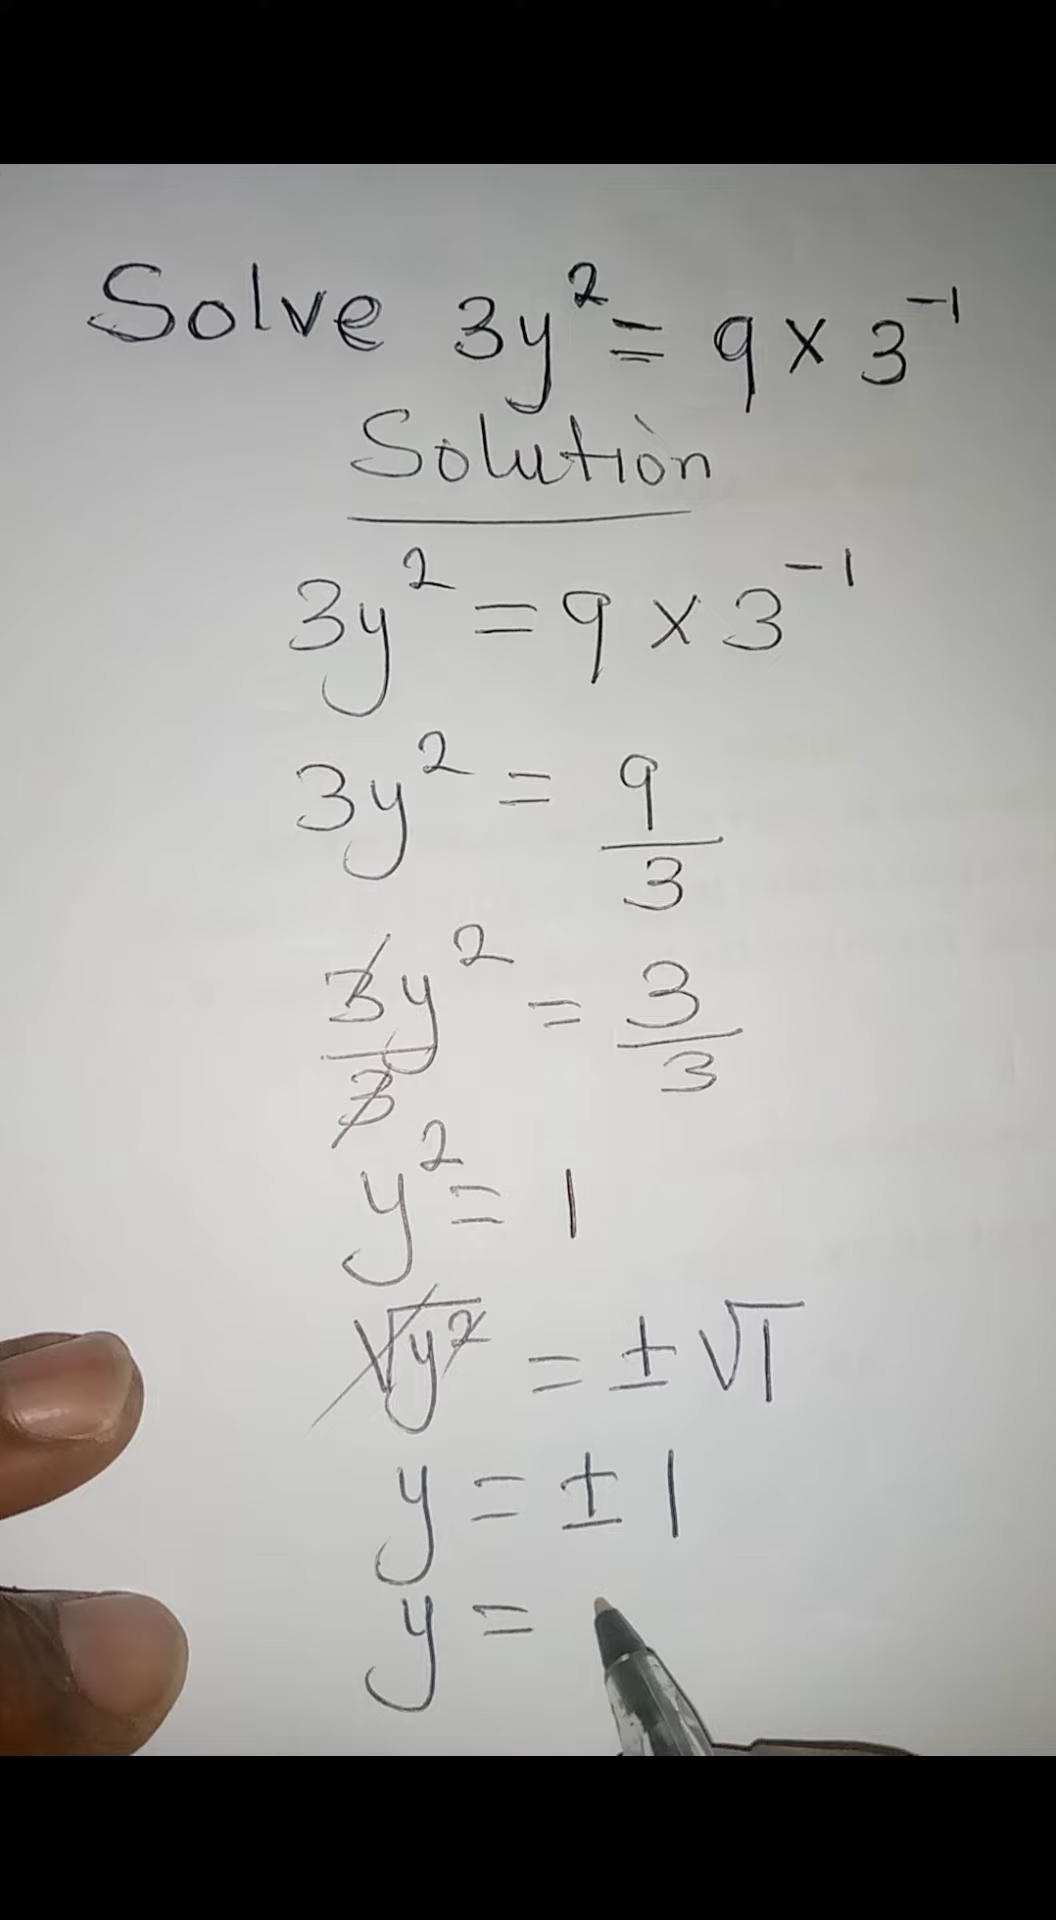 Solve 3y² = 9 × 3⁻¹
Solution
3y² = 9 × 3⁻¹
3y² = 9/3
3y²/3 = 3/3
y² = 1
√y² = ± √1
y = ± 1
y =